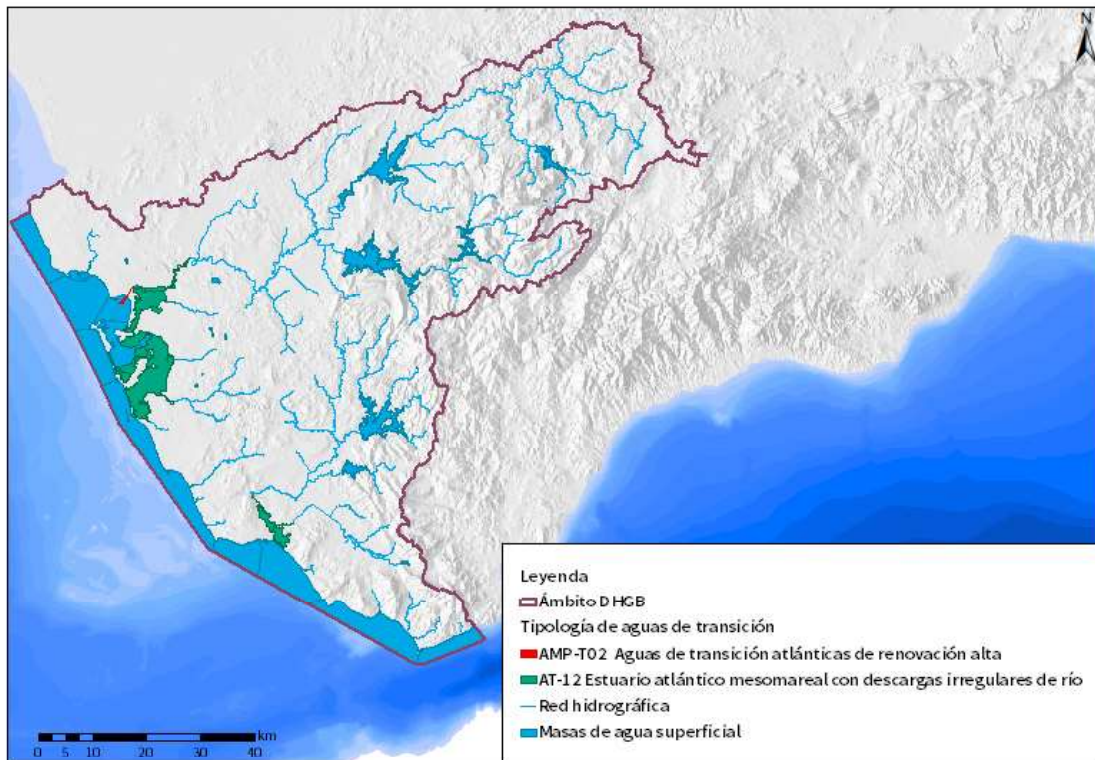 N
Leyenda
Ámbito DHGB
Tipología de aguas de transición
AMP-T02 Aguas de transición atlánticas de renovación alta
AT-12 Estuario atlántico mesomareal con descargas irregulares de río
Red hidrográfica
Masas de agua superficial
km
0 5 10 20 30 40